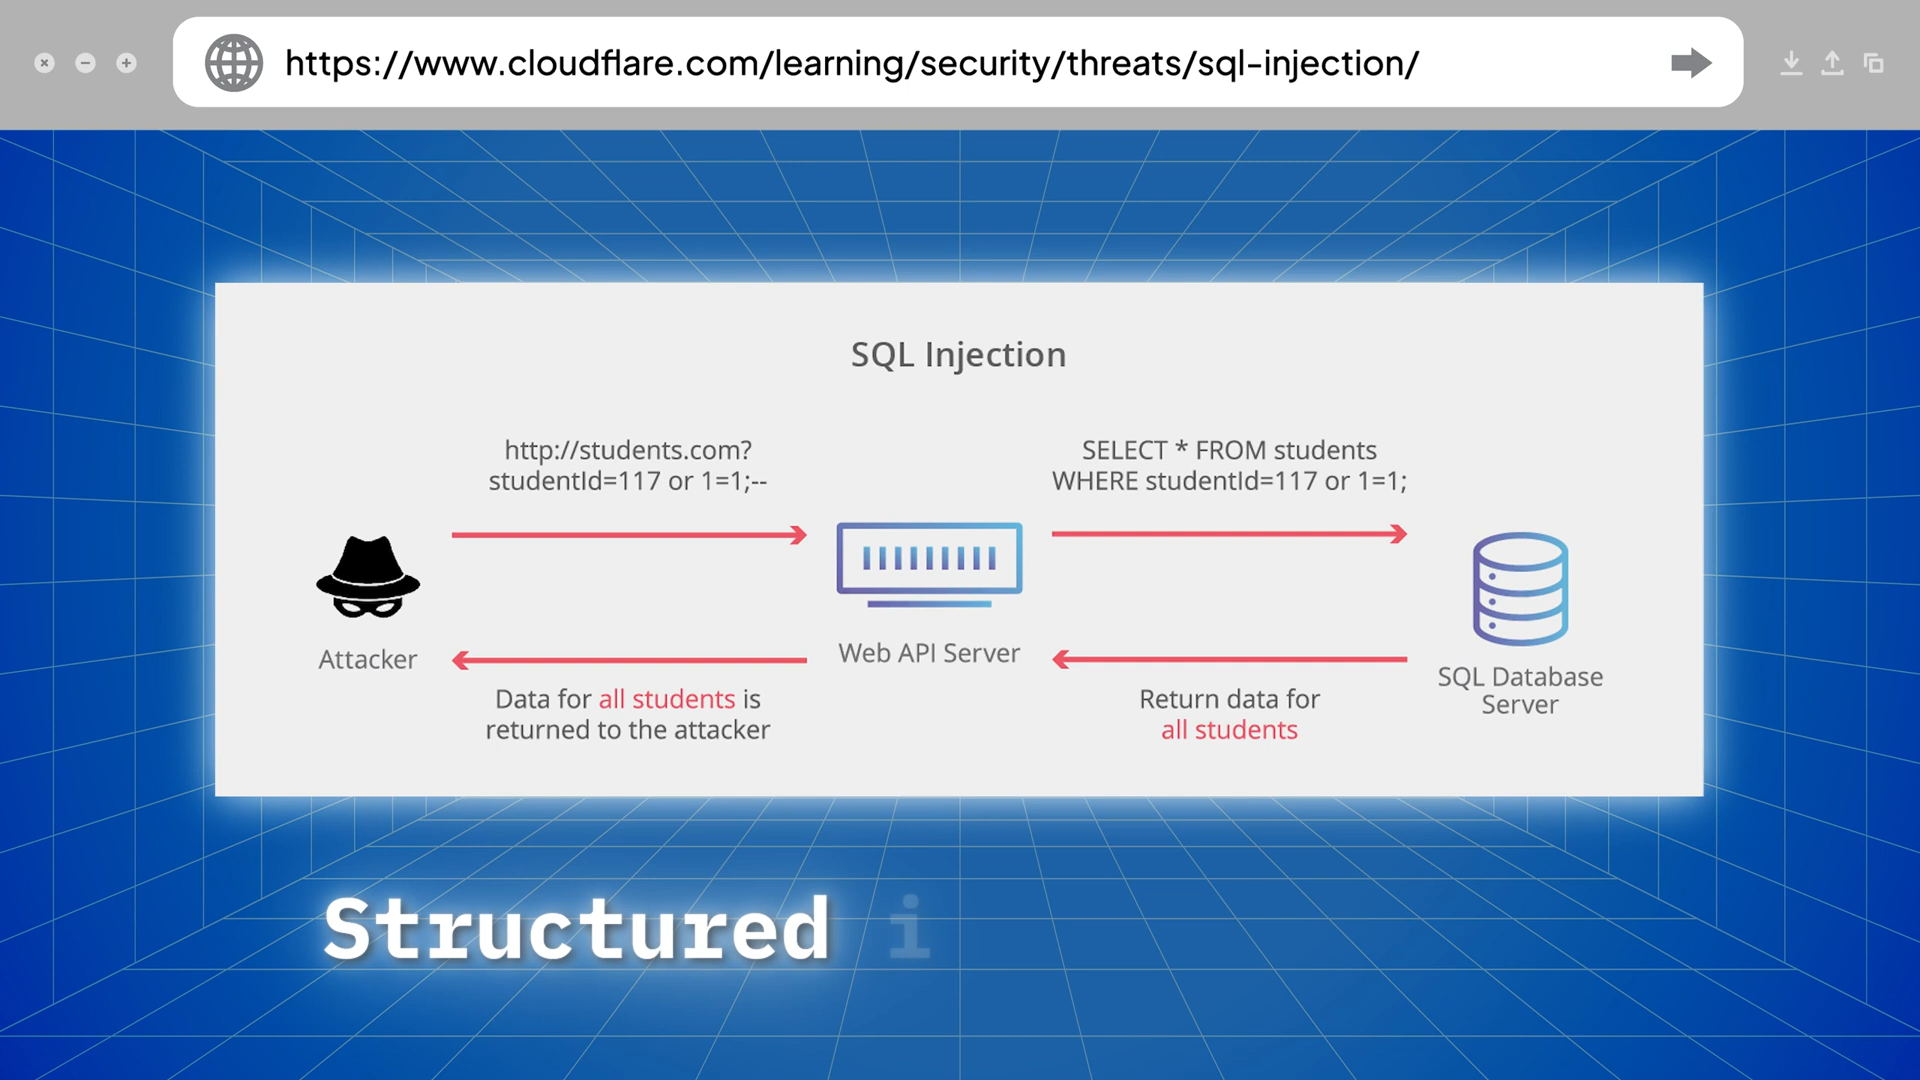 https://www.cloudflare.com/learning/security/threats/sql-injection/
SQL Injection
http://students.com?
studentId=117 or 1=1;--
SELECT * FROM students
WHERE studentId=117 or 1=1;
Attacker
Web API Server
SQL Database
Server
Data for all students is
returned to the attacker
Return data for
all students
Structured i